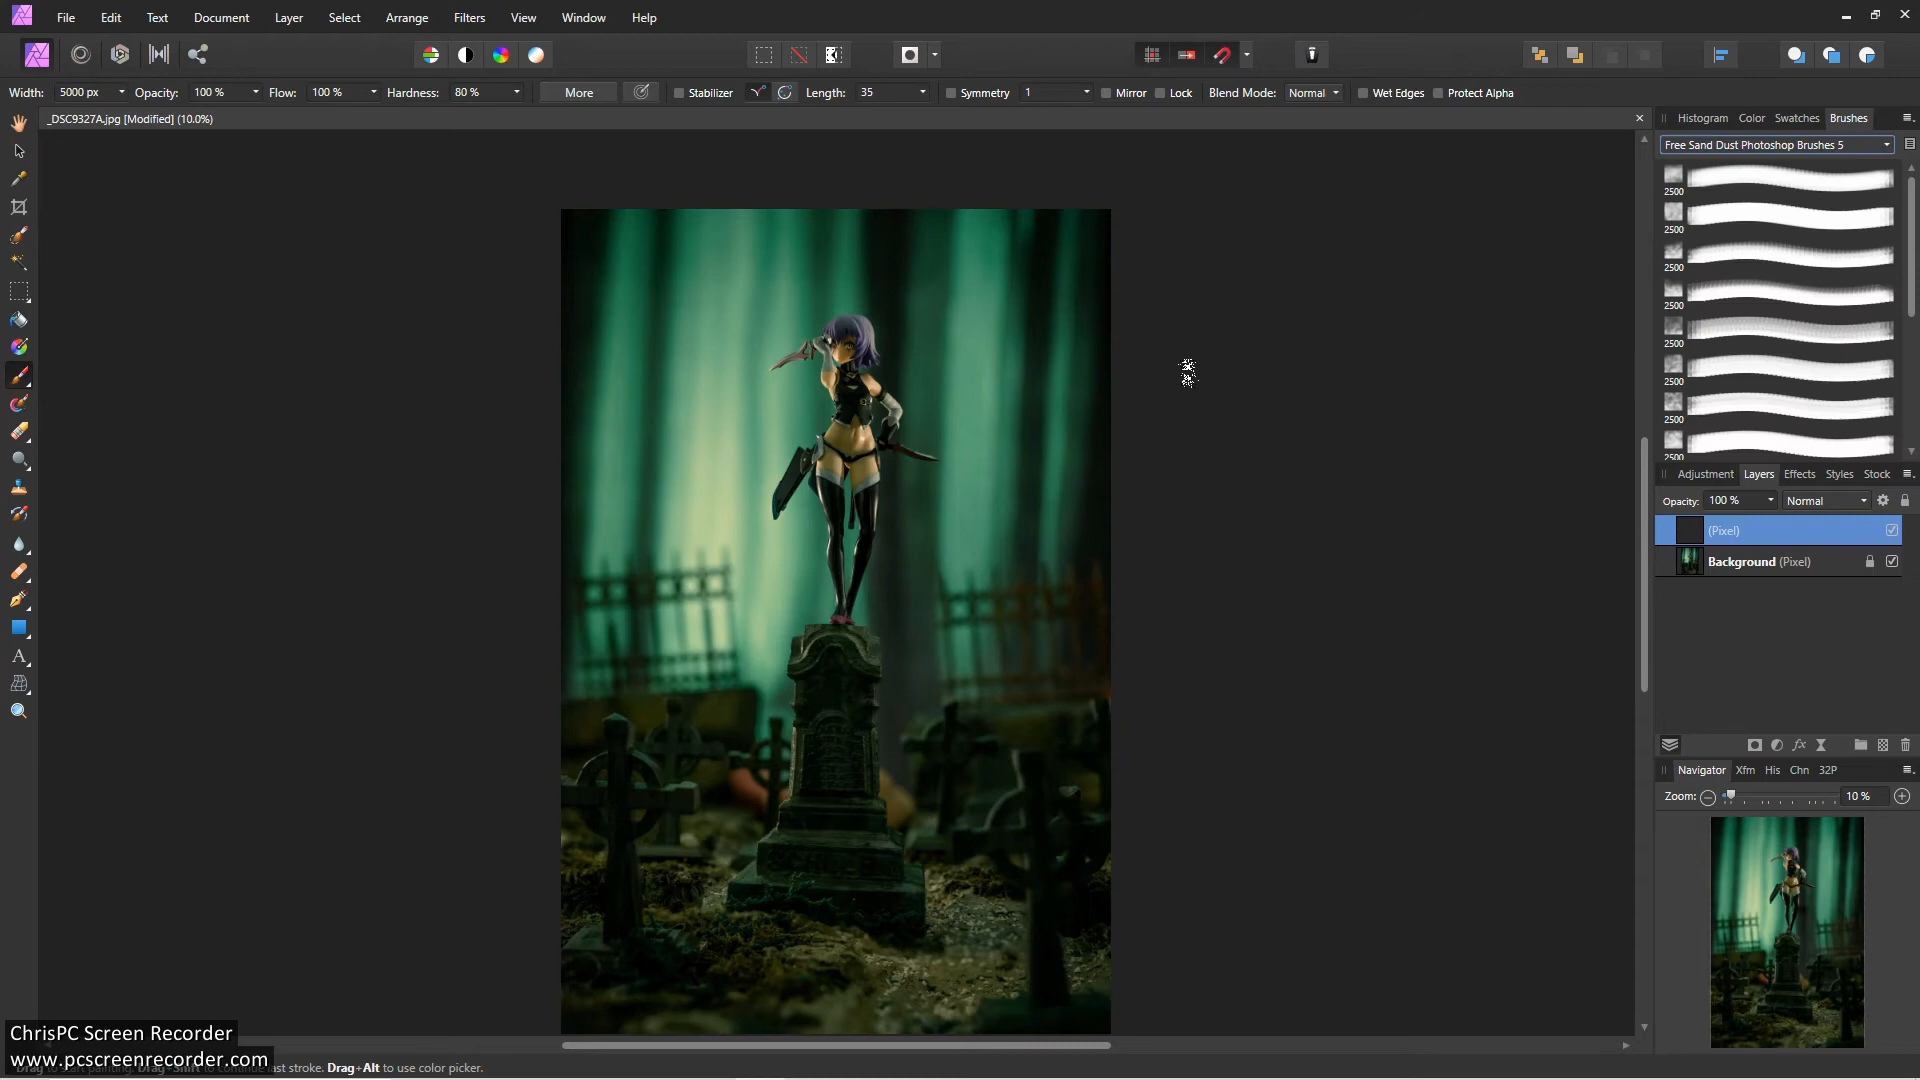 File Edit Text Document Layer Select Arrange Filters View Window Help
Width: 5000 px Opacity: 100 % Flow: 100 % Hardness: 80 % More Stabilizer Length: 35 Symmetry 1 Mirror Lock Blend Mode: Normal Wet Edges Protect Alpha
_DSC9327A.jpg [Modified] (10.0%)
Histogram Color Swatches Brushes
Free Sand Dust Photoshop Brushes 5
2500
2500
2500
2500
2500
2500
2500
2500
Adjustment Layers Effects Styles Stock
Opacity: 100 % Normal
(Pixel)
Background (Pixel)
Navigator Xfm His Chn 32P
Zoom: 10 %
ChrisPC Screen Recorder
www.pcscreenrecorder.com
last stroke. Drag+Alt to use color picker.